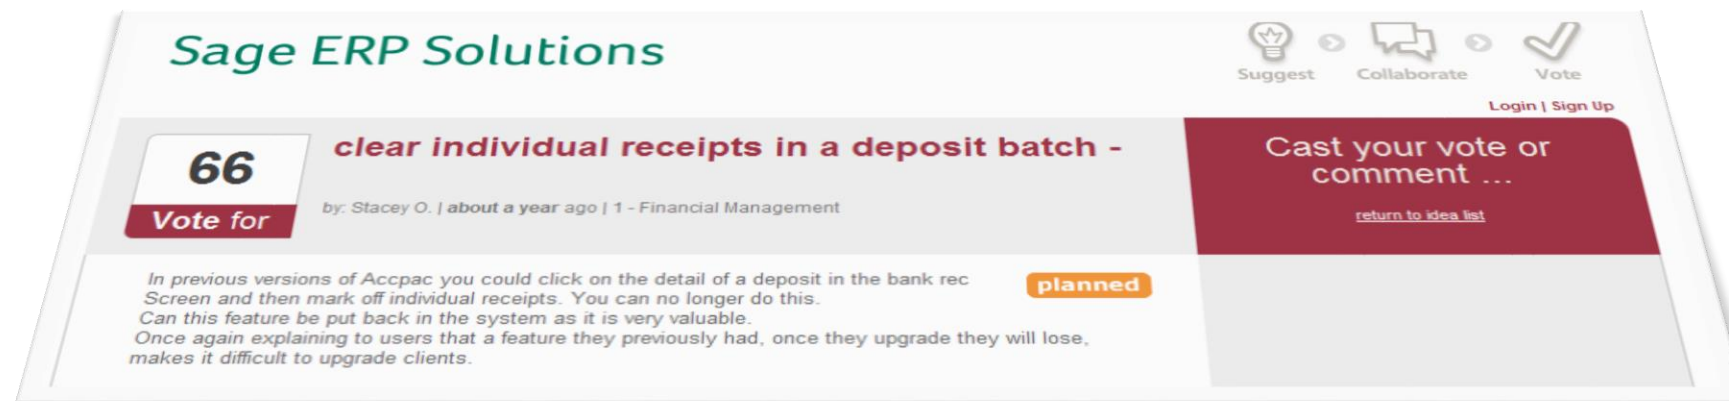 Sage ERP Solutions
Suggest Collaborate Vote
Login | Sign Up
66
Vote for
clear individual receipts in a deposit batch -
by: Stacey O. | about a year ago | 1 - Financial Management
Cast your vote or
comment ...
return to idea list
In previous versions of Accpac you could click on the detail of a deposit in the bank rec
Screen and then mark off individual receipts. You can no longer do this.
Can this feature be put back in the system as it is very valuable.
Once again explaining to users that a feature they previously had, once they upgrade they will lose,
makes it difficult to upgrade clients.
planned